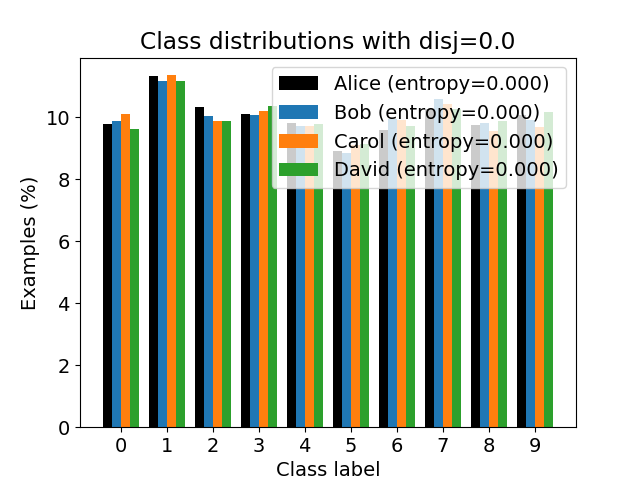 Class distributions with disj=0.0
Alice (entropy=0.000)
Bob (entropy=0.000)
Carol (entropy=0.000)
David (entropy=0.000)
Examples (%)
10
8
6
4
2
0
0 1 2 3 4 5 6 7 8 9
Class label